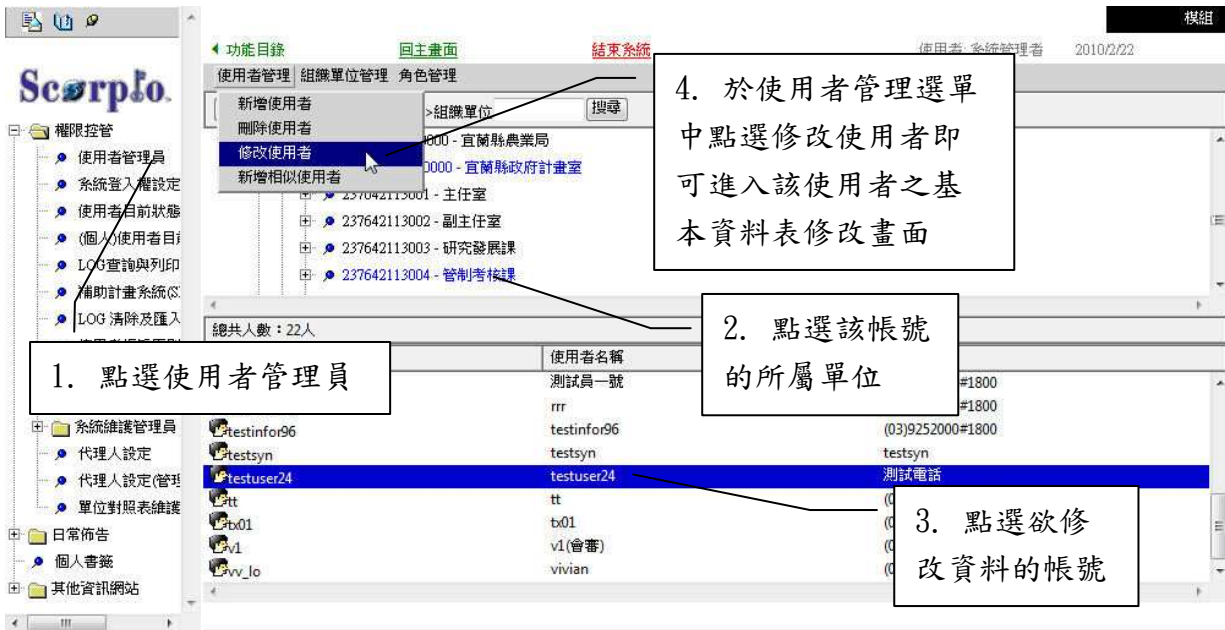 模組
功能目錄 回主畫面 結束系統 使用者: 系統管理者 2010/2/22
Scorpio.
使用者管理 組織單位管理 角色管理
新增使用者
刪除使用者
修改使用者
新增相似使用者
>組織單位 搜尋
0000 - 宜蘭縣農業局
0000 - 宜蘭縣政府計畫室
237642113001 - 主任室
237642113002 - 副主任室
237642113003 - 研究發展課
237642113004 - 管制考核課
權限控管
使用者管理員
系統登入權設定
使用者目前狀態
(個人)使用者目前
LOG查詢與列印
補助計畫系統(S
LOG 清除及匯入
系統維護管理員
代理人設定
代理人設定(管理
單位對照表維護
日常佈告
個人書籤
其他資訊網站
4. 於使用者管理選單
中點選修改使用者即
可進入該使用者之基
本資料表修改畫面
2. 點選該帳號
的所屬單位
1. 點選使用者管理員
3. 點選欲修
改資料的帳號
總共人數：22人
使用者名稱
測試員一號 #1800
rrr #1800
testinfor96 testinfor96 (03)9252000#1800
testsyn testsyn testsyn
testuser24 testuser24 測試電話
tt tt (0
tx01 tx01 (0
v1 v1(會審) (0
vv_lo vivian (0